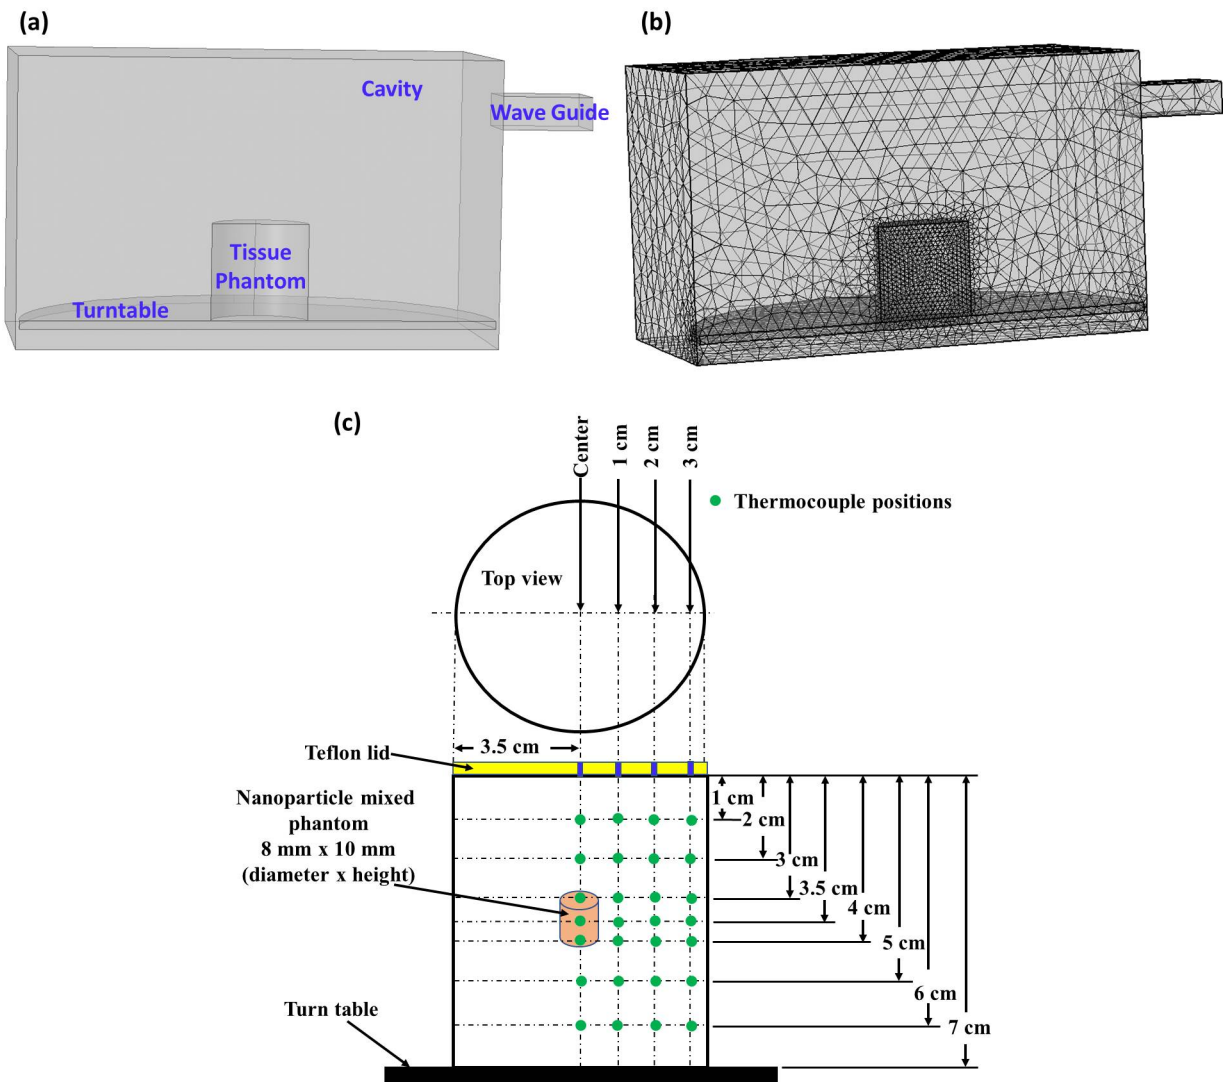 (a)
Cavity
Wave Guide
Tissue
Phantom
Turntable
(b)
(c)
Center
1 cm
2 cm
3 cm
Thermocouple positions
Top view
3.5 cm
Teflon lid
Nanoparticle mixed
phantom
8 mm x 10 mm
(diameter x height)
1 cm
2 cm
3 cm
3.5 cm
4 cm
5 cm
6 cm
7 cm
Turn table